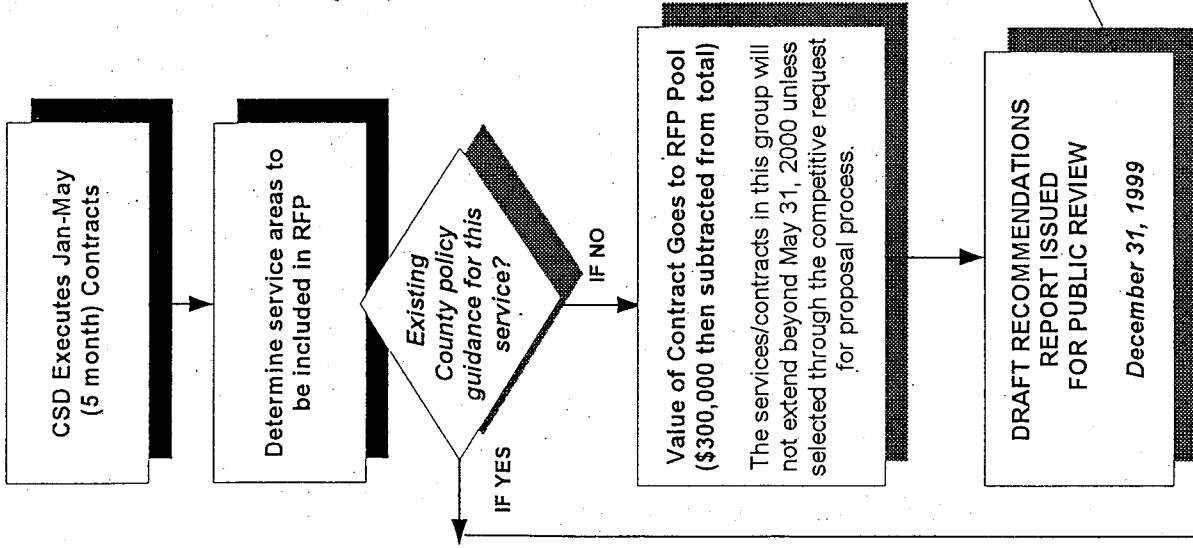 CSD Executes Jan-May
(5 month) Contracts
Determine service areas to
be included in RFP
Existing
County policy
guidance for this
service?
IF YES
IF NO
Value of Contract Goes to RFP Pool
($300,000 then subtracted from total)
The services/contracts in this group will
not extend beyond May 31, 2000 unless
selected through the competitive request
for proposal process.
DRAFT RECOMMENDATIONS
REPORT ISSUED
FOR PUBLIC REVIEW
December 31, 1999